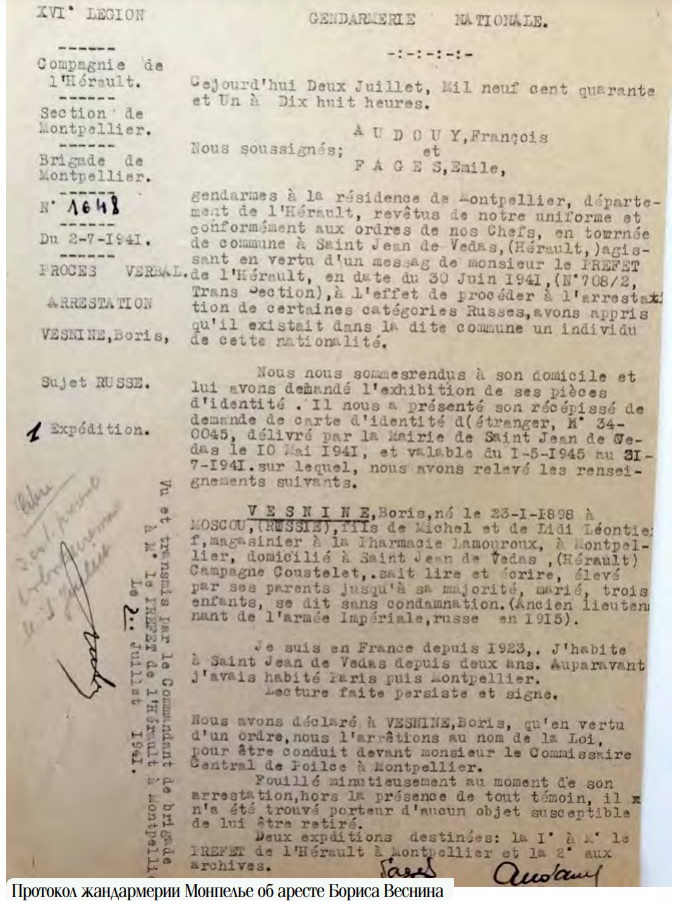 XVI° LEGION
GENDARMERIE NATIONALE.
-:-:-:-:-
Compagnie de
l'Hérault.
Section de
Montpellier.
Brigade de
Montpellier.
N° 1648
Du 2-7-1941.
PROCES VERBAL.
ARRESTATION
VESNINE,Boris,
Sujet RUSSE.
1 Expédition.
Cejourd'hui Deux Juillet, Mil neuf cent quarante
et Un à Dix huit heures.
AUDOUY,François
Nous soussignés; et
FAGES,Emile,
gendarmes à la résidence de Montpellier, départe-
ment de l'Hérault, revêtus de notre uniforme et
conformément aux ordres de nos Chefs, en tournée
de commune à Saint Jean de Vedas,(Hérault,)agis-
sant en vertu d'un messag de monsieur le PREFET
de l'Hérault, en date du 30 Juin 1941,(N°708/2,
Trans Section),à l'effet de procéder à l'arrestati
tion de certaines catégories Russes,avons appris
qu'il existait dans la dite commune un individu
de cette nationalité.
Nous nous sommesrendus à son domicile et
lui avons demandé l'exhibition de ses pièces
d'identité . Il nous a présenté son récépissé de
demande de carte d'identité d(étranger, N° 34-
0045, délivré par la Mairie de Saint Jean de Ve-
das le 10 Mai 1941, et valable du 1-5-1945 au 31-
7-1941.sur lequel, nous avons relevé les rensei-
gnements suivants.
VESNINE,Boris,né le 23-I-1898 à
MOSCOU,(RUSSIE),fils de Michel et de Lidi Léontie
f,magasinier à la Pharmacie Lamouroux, à Montpel-
lier, domicilié à Saint Jean de Vedas ,(Hérault)
Campagne Coustelet,.sait lire et écrire, élevé
par ses parents jusqu'à sa majorité, marié, trois
enfants, se dit sans condamnation.(Ancien lieuten
nant de l'armée Impériale,russe en 1915).
Je suis en France depuis 1923,. J'habite
à Saint Jean de Vedas depuis deux ans. Auparavant
j'avais habité Paris puis Montpellier.
Lecture faite persiste et signe.
Nous avons déclaré à VESNINE,Boris, qu'en vertu
d'un ordre,nous l'arrêtions au nom de la Loi,
pour être conduit devant monsieur le Commissaire
Central de Poilce à Montpellier.
Fouillé minutieusement au moment de son
arrestation,hors la présence de tout témoin, il
n'a été trouvé porteur d'aucun objet susceptible
de lui être retiré.
Deux expditions destinées: la I° à M° le
PREFET de l'Hérault à Montpellier et la 2° aux
archives.
Vu et transmis par le Commandant de brigade
à M° le PREFET de l'Hérault à Montpellie
Le 2.. Juillet 1941.
Протокол жандармерии Монпелье об аресте Бориса Веснина